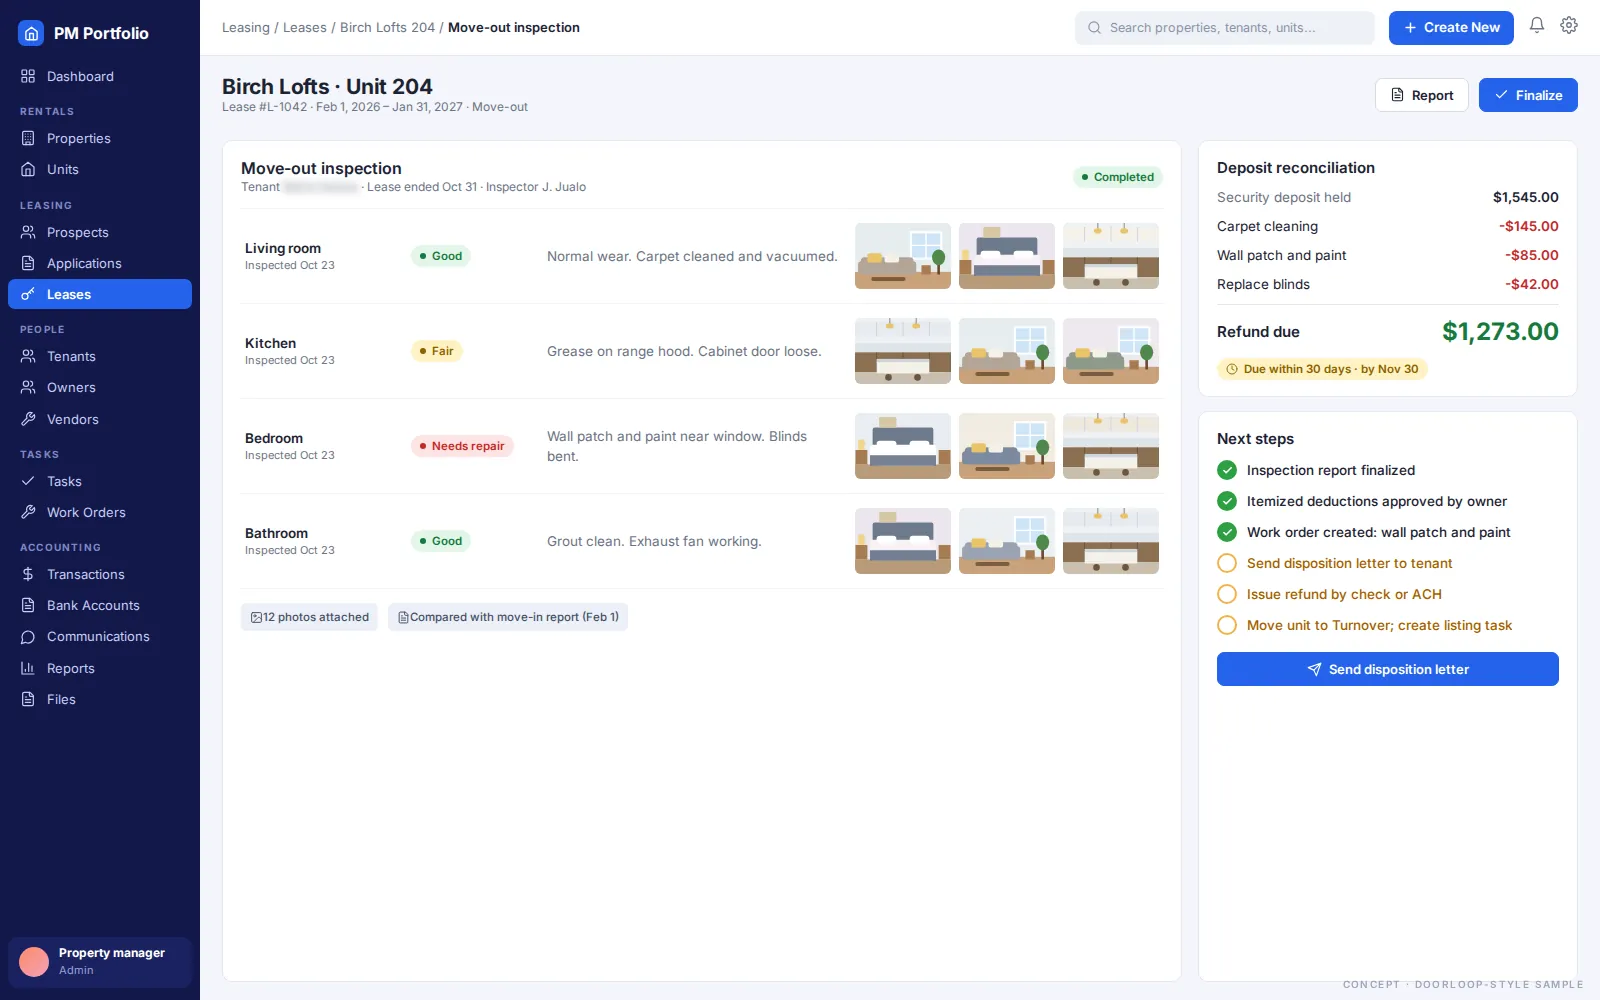 PM Portfolio
Dashboard
RENTALS
Properties
Units
LEASING
Prospects
Applications
Leases
PEOPLE
Tenants
Owners
Vendors
TASKS
Tasks
Work Orders
ACCOUNTING
Transactions
Bank Accounts
Communications
Reports
Files
Property manager
Admin
Leasing / Leases / Birch Lofts 204 / Move-out inspection
Search properties, tenants, units...
Create New
Birch Lofts · Unit 204
Lease #L-1042 · Feb 1, 2026 – Jan 31, 2027 · Move-out
Report
Finalize
Move-out inspection
Tenant · Lease ended Oct 31 · Inspector J. Jualo
Completed
Living room
Inspected Oct 23
Good
Normal wear. Carpet cleaned and vacuumed.
Kitchen
Inspected Oct 23
Fair
Grease on range hood. Cabinet door loose.
Bedroom
Inspected Oct 23
Needs repair
Wall patch and paint near window. Blinds
bent.
Bathroom
Inspected Oct 23
Good
Grout clean. Exhaust fan working.
12 photos attached
Compared with move-in report (Feb 1)
Deposit reconciliation
Security deposit held $1,545.00
Carpet cleaning -$145.00
Wall patch and paint -$85.00
Replace blinds -$42.00
Refund due $1,273.00
Due within 30 days · by Nov 30
Next steps
Inspection report finalized
Itemized deductions approved by owner
Work order created: wall patch and paint
Send disposition letter to tenant
Issue refund by check or ACH
Move unit to Turnover; create listing task
Send disposition letter
CONCEPT · DOORLOOP-STYLE SAMPLE